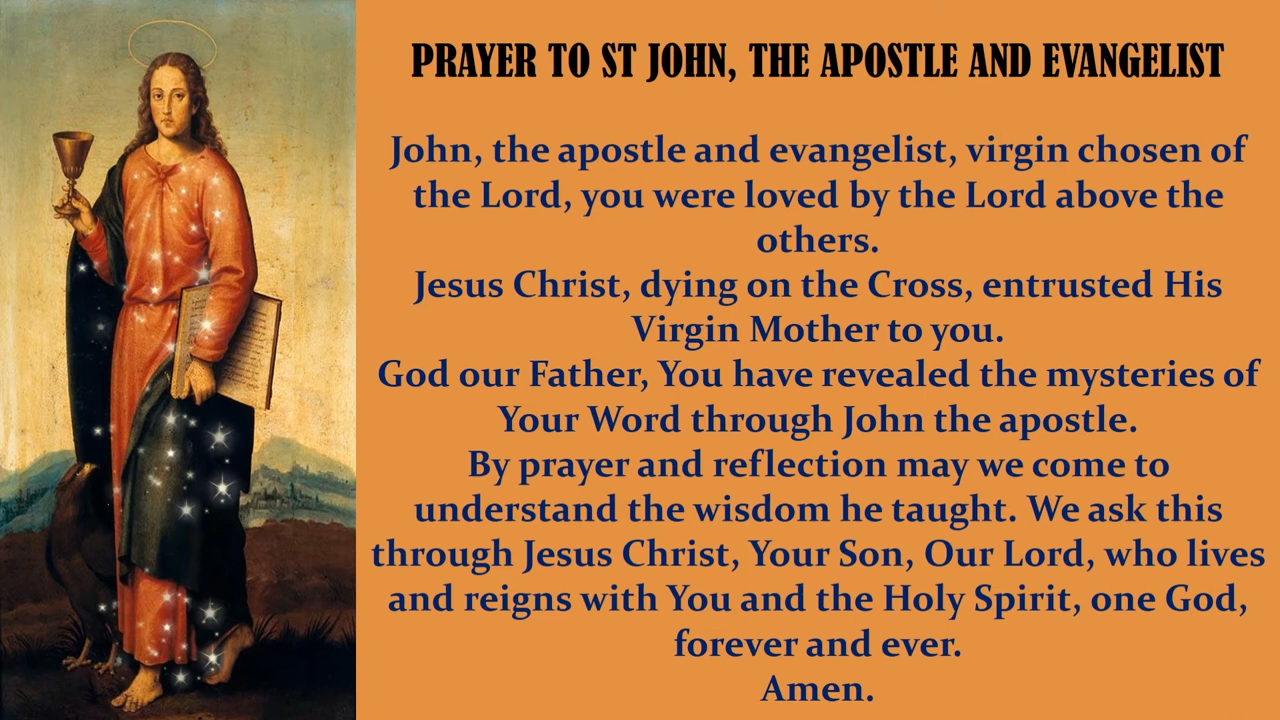 PRAYER TO ST JOHN, THE APOSTLE AND EVANGELIST
John, the apostle and evangelist, virgin chosen of
the Lord, you were loved by the Lord above the
others.
Jesus Christ, dying on the Cross, entrusted His
Virgin Mother to you.
God our Father, You have revealed the mysteries of
Your Word through John the apostle.
By prayer and reflection may we come to
understand the wisdom he taught. We ask this
through Jesus Christ, Your Son, Our Lord, who lives
and reigns with You and the Holy Spirit, one God,
forever and ever.
Amen.